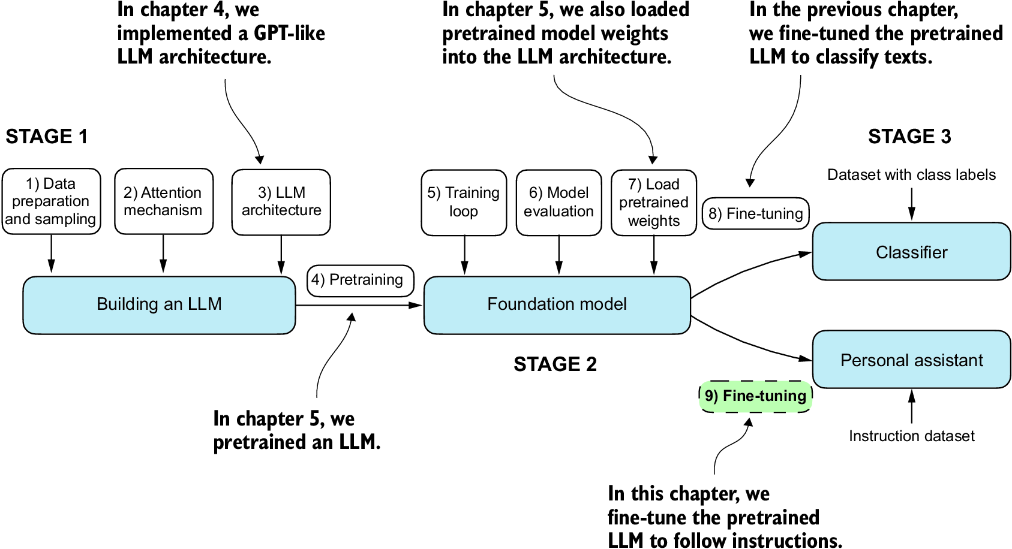 In chapter 4, we
implemented a GPT-like
LLM architecture.
In chapter 5, we also loaded
pretrained model weights
into the LLM architecture.
In the previous chapter,
we fine-tuned the pretrained
LLM to classify texts.
STAGE 1
STAGE 3
1) Data
preparation
and sampling
2) Attention
mechanism
3) LLM
architecture
5) Training
loop
6) Model
evaluation
7) Load
pretrained
weights
8) Fine-tuning
Dataset with class labels
Classifier
4) Pretraining
Building an LLM
Foundation model
STAGE 2
Personal assistant
9) Fine-tuning
Instruction dataset
In chapter 5, we
pretrained an LLM.
In this chapter, we
fine-tune the pretrained
LLM to follow instructions.